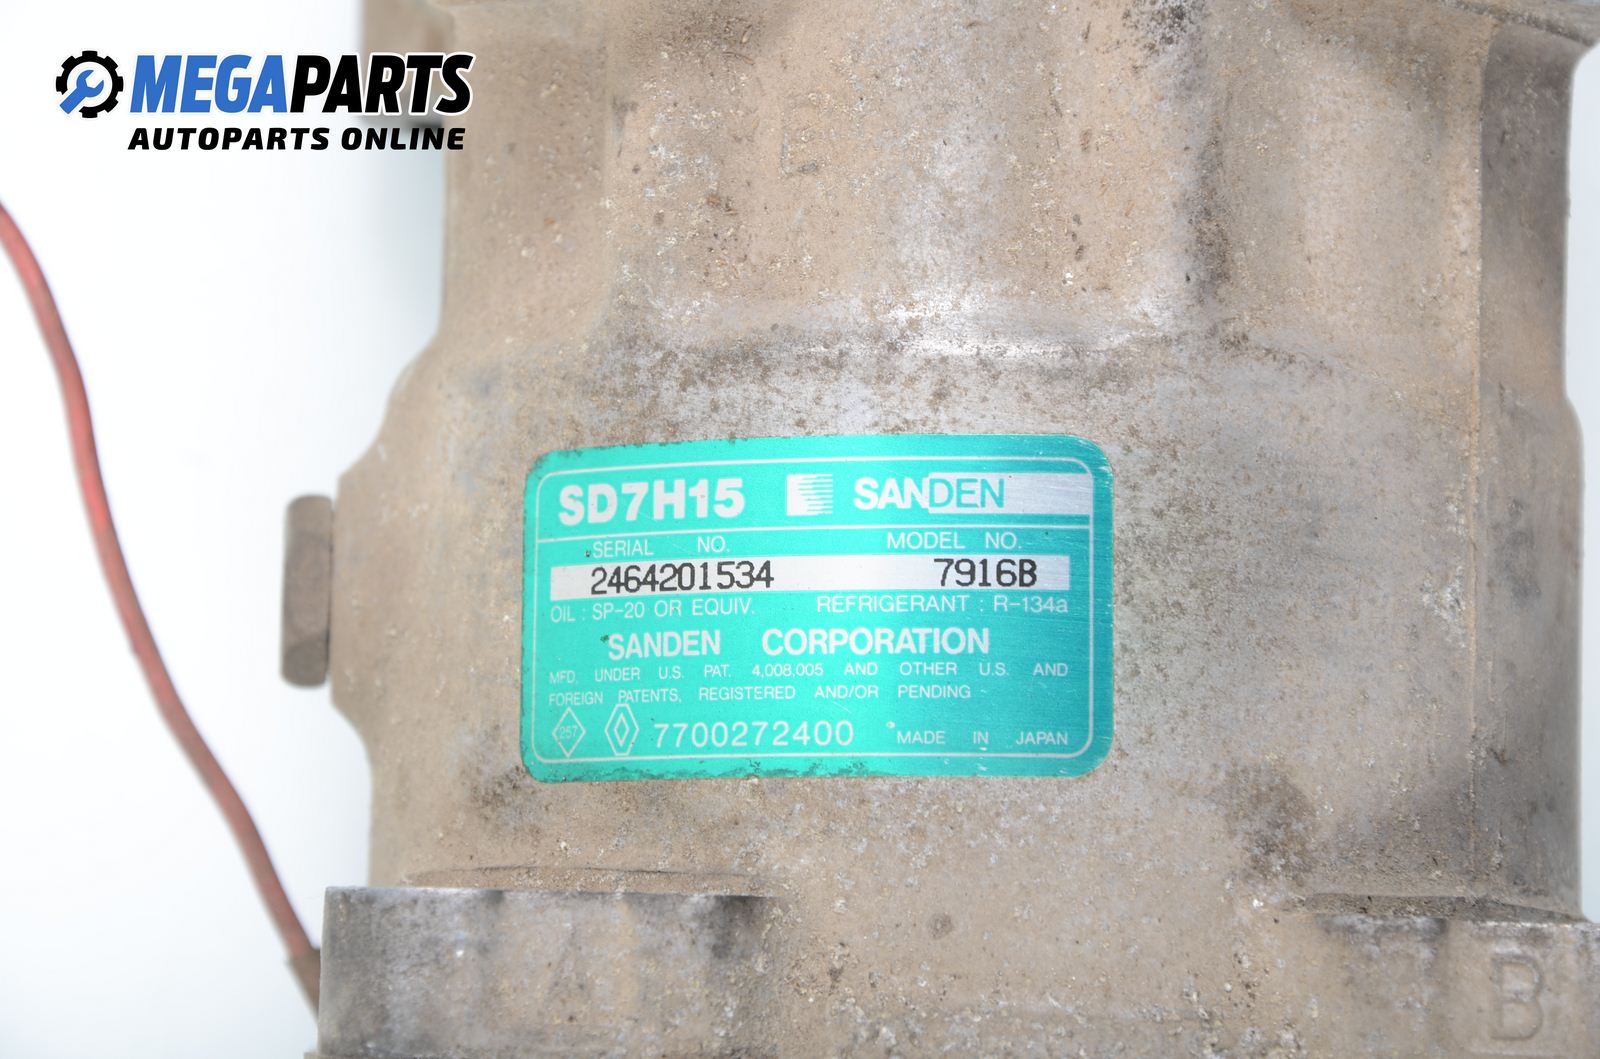 MEGAPARTS
AUTOPARTS ONLINE
SD7H15 SANDEN
SERIAL NO. MODEL NO.
2464201534 7916B
OIL : SP-20 OR EQUIV. REFRIGERANT : R-134a
SANDEN CORPORATION
MFD. UNDER U.S. PAT. 4,008,005 AND OTHER U.S. AND
FOREIGN PATENTS, REGISTERED AND/OR PENDING
257 7700272400 MADE IN JAPAN
B